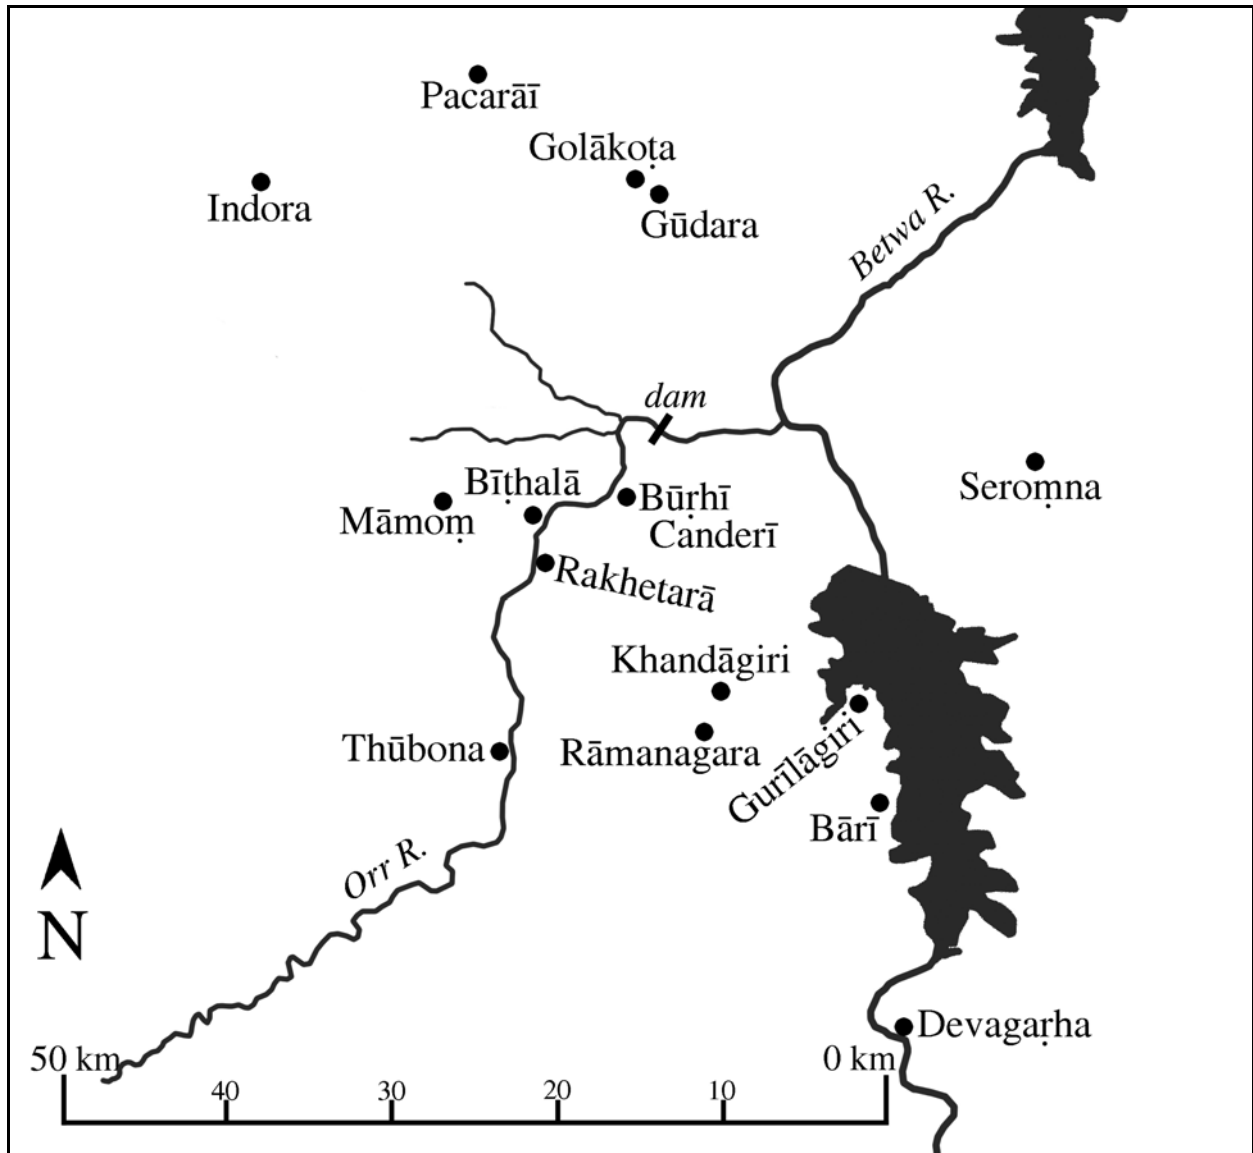 Pacarāī
Golākoṭa
Indora
Gūdara
Betwa R.
dam
Bīṭhalā
Būṛhī
Canderī
Seromṇa
Māmoṃ
Rakhetarā
Khandāgiri
Thūbona
Rāmanagara
Gurīlāgiri
Bārī
Orr R.
N
Devagaṛha
50 km
0 km
40
30
20
10